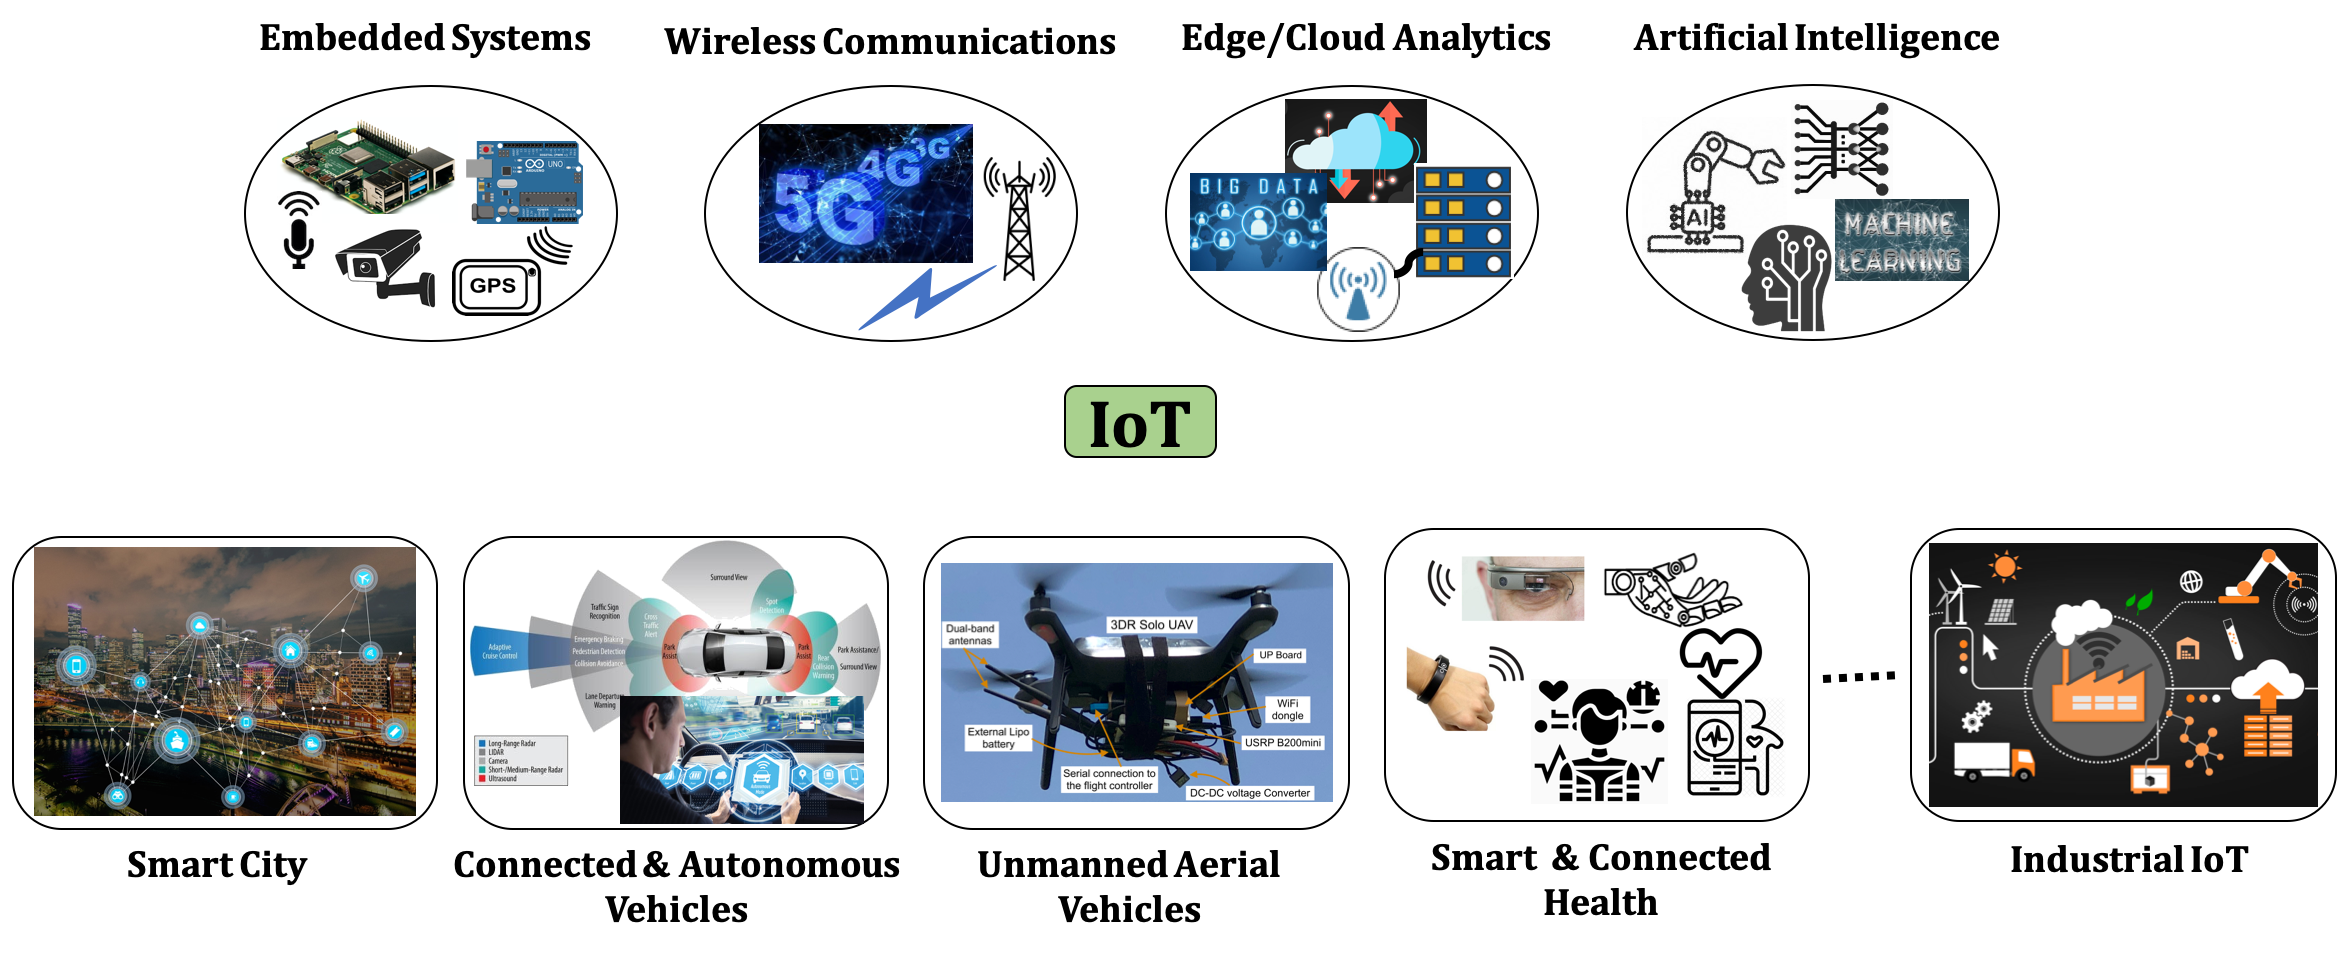 Embedded Systems
Wireless Communications
Edge/Cloud Analytics
Artificial Intelligence
UNO
ARDUINO
GPS
5G
4G
3G
BIG DATA
AI
MACHINE
LEARNING
IoT
Surround View
Traffic Sign
Recognition
Cross
Traffic
Alert
Spot
Detection
Adaptive
Cruise Control
Emergency Braking
Pedestrian Detection
Collision Avoidance
Park
Assist
Park
Assist
Rear
Collision
Warning
Park Assistance/
Surround View
Lane Departure
Warning
Long-Range Radar
LIDAR
Camera
Short-/Medium-Range Radar
Ultrasound
Dual-band
antennas
3DR Solo UAV
UP Board
WiFi
dongle
External Lipo
battery
USRP B200mini
Serial connection to
the flight controller
DC-DC voltage Converter
Smart City
Connected & Autonomous
Vehicles
Unmanned Aerial
Vehicles
Smart & Connected
Health
Industrial IoT